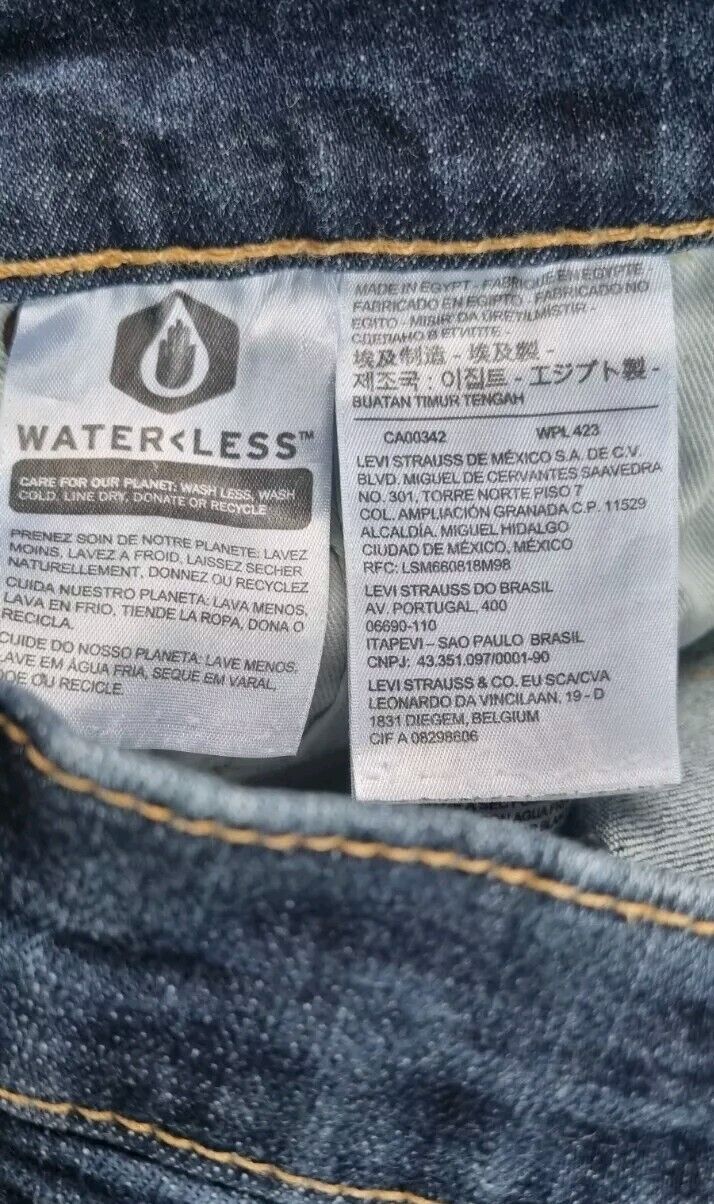 WATER<LESS™
CARE FOR OUR PLANET: WASH LESS, WASH
COLD, LINE DRY, DONATE OR RECYCLE
PRENEZ SOIN DE NOTRE PLANETE: LAVEZ
MOINS, LAVEZ A FROID, LAISSEZ SECHER
NATURELLEMENT, DONNEZ OU RECYCLEZ
CUIDA NUESTRO PLANETA: LAVA MENOS,
LAVA EN FRIO, TIENDE LA ROPA, DONA O
RECICLA.
CUIDE DO NOSSO PLANETA: LAVE MENOS,
LAVE EM ÁGUA FRIA, SEQUE EM VARAL,
DOE OU RECICLE.
MADE IN EGYPT - FABRIQUE EN EGYPTE
FABRICADO EN EGIPTO - FABRICADO NO
EGITO - MISIR'DA ÜRETILMISTIR -
СДЕЛАНО В ЕГИПТЕ -
埃及制造 - 埃及製 -
제조국 : 이집트 - エジプト製 -
BUATAN TIMUR TENGAH
CA00342 WPL 423
LEVI STRAUSS DE MÉXICO S.A. DE C.V.
BLVD. MIGUEL DE CERVANTES SAAVEDRA
NO. 301, TORRE NORTE PISO 7
COL. AMPLIACIÓN GRANADA C.P. 11529
ALCALDÍA, MIGUEL HIDALGO
CIUDAD DE MÉXICO, MÉXICO
RFC: LSM660818M98
LEVI STRAUSS DO BRASIL
AV. PORTUGAL, 400
06690-110
ITAPEVI – SAO PAULO BRASIL
CNPJ: 43.351.097/0001-90
LEVI STRAUSS & CO. EU SCA/CVA
LEONARDO DA VINCILAAN, 19 - D
1831 DIEGEM, BELGIUM
CIF A 08298606